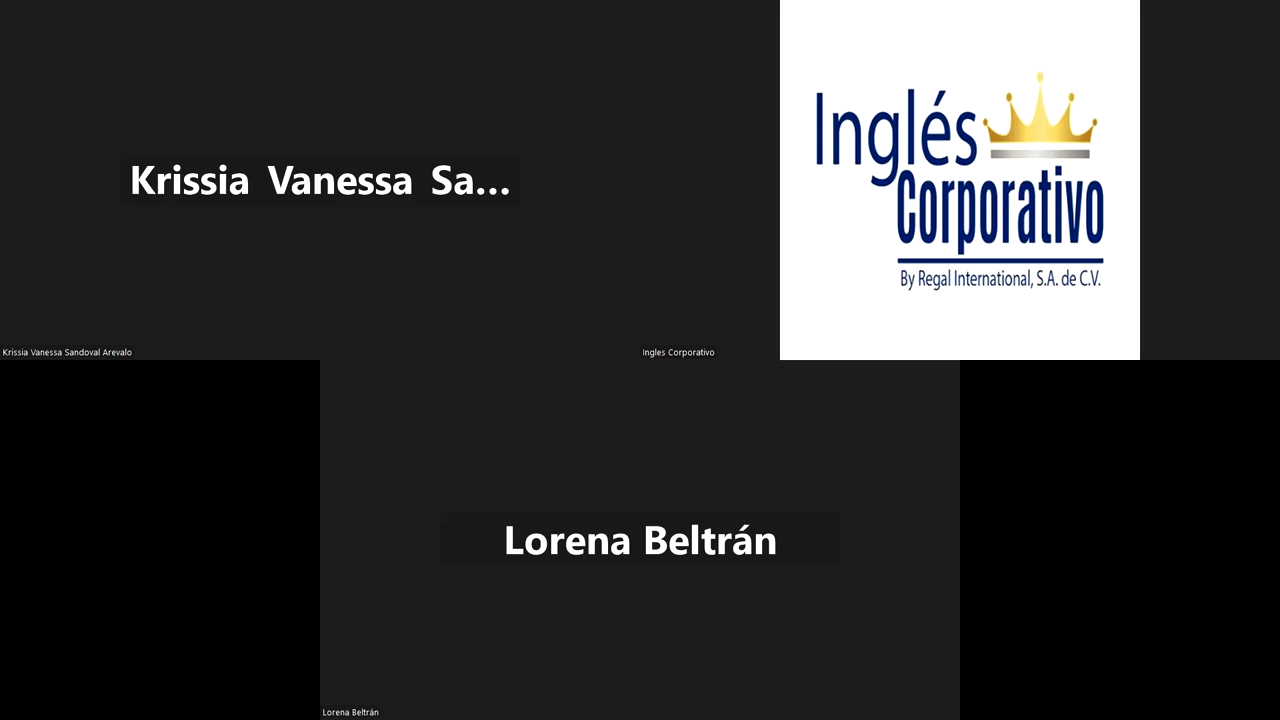 Krissia Vanessa Sa...
Krissia Vanessa Sandoval Arevalo
Inglés
Corporativo
By Regal International, S.A. de C.V.
Ingles Corporativo
Lorena Beltrán
Lorena Beltrán